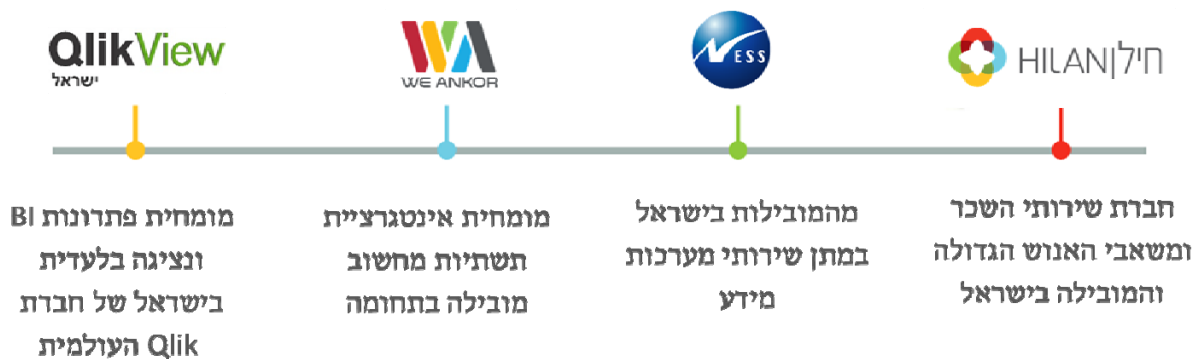 HILAN|חילן
חברת שירותי השכר
ומשאבי האנוש הגדולה
והמובילה בישראל
NESS
מהמובילות בישראל
במתן שירותי מערכות
מידע
WE ANKOR
מומחית אינטגרציית
תשתיות מחשוב
מובילה בתחומה
QlikView
ישראל
מומחית פתרונות BI
ונציגה בלעדית
בישראל של חברת
Qlik העולמית